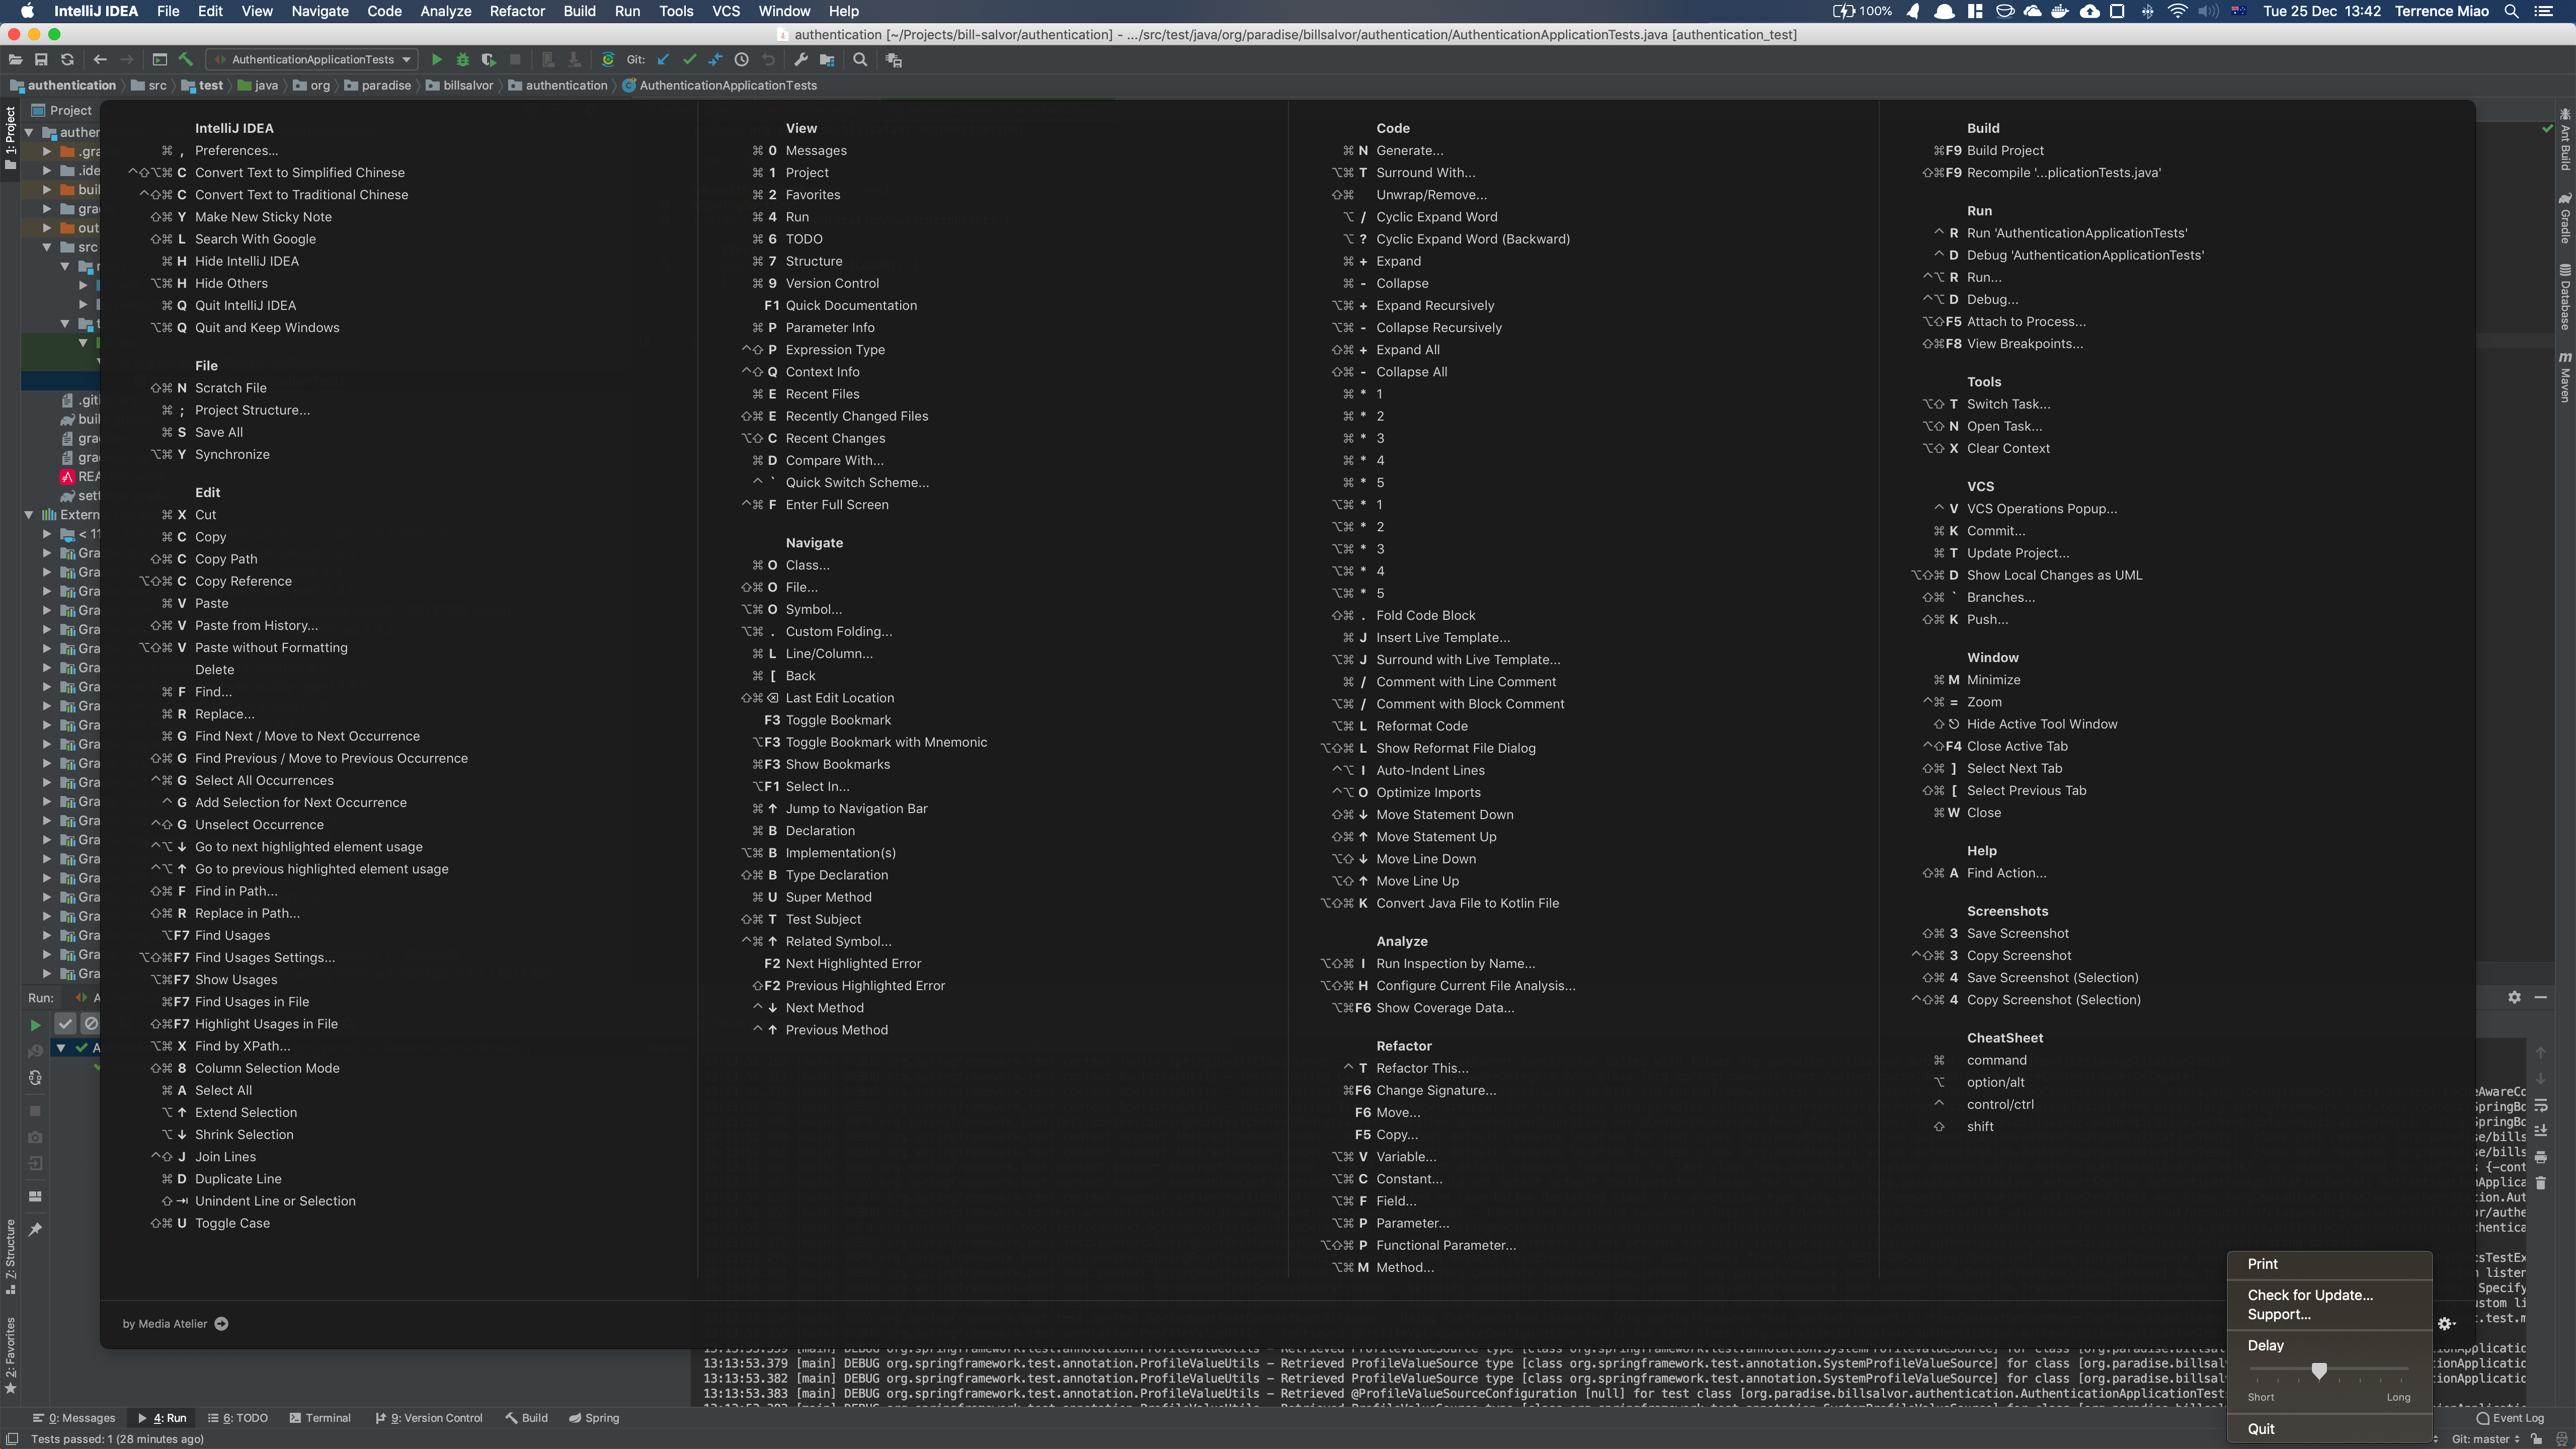 IntelliJ IDEA File Edit View Navigate Code Analyze Refactor Build Run Tools VCS Window Help 100% Tue 25 Dec 13:42 Terrence Miao
authentication [~/Projects/bill-salvor/authentication] - .../src/test/java/org/paradise/billsalvor/authentication/AuthenticationApplicationTests.java [authentication_test]
AuthenticationApplicationTests Git:
authentication src test java org paradise billsalvor authentication AuthenticationApplicationTests
1: Project
Project
IntelliJ IDEA
⌘ , Preferences...
^⇧⌥⌘ C Convert Text to Simplified Chinese
^⇧⌘ C Convert Text to Traditional Chinese
⇧⌘ Y Make New Sticky Note
⇧⌘ L Search With Google
⌘ H Hide IntelliJ IDEA
⌥⌘ H Hide Others
⌘ Q Quit IntelliJ IDEA
⌥⌘ Q Quit and Keep Windows
File
⇧⌘ N Scratch File
⌘ ; Project Structure...
⌘ S Save All
⌥⌘ Y Synchronize
Edit
⌘ X Cut
⌘ C Copy
⇧⌘ C Copy Path
⌥⇧⌘ C Copy Reference
⌘ V Paste
⇧⌘ V Paste from History...
⌥⇧⌘ V Paste without Formatting
Delete
⌘ F Find...
⌘ R Replace...
⌘ G Find Next / Move to Next Occurrence
⇧⌘ G Find Previous / Move to Previous Occurrence
^⌘ G Select All Occurrences
^ G Add Selection for Next Occurrence
^⇧ G Unselect Occurrence
^⌥ ↓ Go to next highlighted element usage
^⌥ ↑ Go to previous highlighted element usage
⇧⌘ F Find in Path...
⇧⌘ R Replace in Path...
⌥F7 Find Usages
⌥⇧⌘F7 Find Usages Settings...
⌥⌘F7 Show Usages
⌘F7 Find Usages in File
⇧⌘F7 Highlight Usages in File
⌥⌘ X Find by XPath...
⇧⌘ 8 Column Selection Mode
⌘ A Select All
⌥ ↑ Extend Selection
⌥ ↓ Shrink Selection
^⇧ J Join Lines
⌘ D Duplicate Line
⇧ ⇥ Unindent Line or Selection
⇧⌘ U Toggle Case
View
⌘ 0 Messages
⌘ 1 Project
⌘ 2 Favorites
⌘ 4 Run
⌘ 6 TODO
⌘ 7 Structure
⌘ 9 Version Control
F1 Quick Documentation
⌘ P Parameter Info
^⇧ P Expression Type
^⇧ Q Context Info
⌘ E Recent Files
⇧⌘ E Recently Changed Files
⌥⇧ C Recent Changes
⌘ D Compare With...
^ ` Quick Switch Scheme...
^⌘ F Enter Full Screen
Navigate
⌘ O Class...
⇧⌘ O File...
⌥⌘ O Symbol...
⌥⌘ . Custom Folding...
⌘ L Line/Column...
⌘ [ Back
⇧⌘ ⌫ Last Edit Location
F3 Toggle Bookmark
⌥F3 Toggle Bookmark with Mnemonic
⌘F3 Show Bookmarks
⌥F1 Select In...
⌘ ↑ Jump to Navigation Bar
⌘ B Declaration
⌥⌘ B Implementation(s)
⇧⌘ B Type Declaration
⌘ U Super Method
⇧⌘ T Test Subject
^⌘ ↑ Related Symbol...
F2 Next Highlighted Error
⇧F2 Previous Highlighted Error
^ ↓ Next Method
^ ↑ Previous Method
Code
⌘ N Generate...
⌥⌘ T Surround With...
⇧⌘ Unwrap/Remove...
⌥ / Cyclic Expand Word
⌥ ? Cyclic Expand Word (Backward)
⌘ + Expand
⌘ - Collapse
⌥⌘ + Expand Recursively
⌥⌘ - Collapse Recursively
⇧⌘ + Expand All
⇧⌘ - Collapse All
⌘ * 1
⌘ * 2
⌘ * 3
⌘ * 4
⌘ * 5
⌥⌘ * 1
⌥⌘ * 2
⌥⌘ * 3
⌥⌘ * 4
⌥⌘ * 5
⇧⌘ . Fold Code Block
⌘ J Insert Live Template...
⌥⌘ J Surround with Live Template...
⌘ / Comment with Line Comment
⌥⌘ / Comment with Block Comment
⌥⌘ L Reformat Code
⌥⇧⌘ L Show Reformat File Dialog
^⌥ I Auto-Indent Lines
^⌥ O Optimize Imports
⇧⌘ ↓ Move Statement Down
⇧⌘ ↑ Move Statement Up
⌥⇧ ↓ Move Line Down
⌥⇧ ↑ Move Line Up
⌥⇧⌘ K Convert Java File to Kotlin File
Analyze
⌥⇧⌘ I Run Inspection by Name...
⌥⇧⌘ H Configure Current File Analysis...
⌥⌘F6 Show Coverage Data...
Refactor
^ T Refactor This...
⌘F6 Change Signature...
F6 Move...
F5 Copy...
⌥⌘ V Variable...
⌥⌘ C Constant...
⌥⌘ F Field...
⌥⌘ P Parameter...
⌥⇧⌘ P Functional Parameter...
⌥⌘ M Method...
Build
⌘F9 Build Project
⇧⌘F9 Recompile '...plicationTests.java'
Run
^ R Run 'AuthenticationApplicationTests'
^ D Debug 'AuthenticationApplicationTests'
^⌥ R Run...
^⌥ D Debug...
⌥⇧F5 Attach to Process...
⇧⌘F8 View Breakpoints...
Tools
⌥⇧ T Switch Task...
⌥⇧ N Open Task...
⌥⇧ X Clear Context
VCS
^ V VCS Operations Popup...
⌘ K Commit...
⌘ T Update Project...
⌥⇧⌘ D Show Local Changes as UML
⇧⌘ ` Branches...
⇧⌘ K Push...
Window
⌘ M Minimize
^⌘ = Zoom
⇧ ⎋ Hide Active Tool Window
^⇧F4 Close Active Tab
⇧⌘ ] Select Next Tab
⇧⌘ [ Select Previous Tab
⌘ W Close
Help
⇧⌘ A Find Action...
Screenshots
⇧⌘ 3 Save Screenshot
^⇧⌘ 3 Copy Screenshot
⇧⌘ 4 Save Screenshot (Selection)
^⇧⌘ 4 Copy Screenshot (Selection)
CheatSheet
⌘ command
⌥ option/alt
^ control/ctrl
⇧ shift
Ant Build
Gradle
Database
Maven
Run:
Z: Structure
2: Favorites
by Media Atelier
Print
Check for Update...
Support...
Delay
Short Long
Quit
13:13:53.379 [main] DEBUG org.springframework.test.annotation.ProfileValueUtils - Retrieved ProfileValueSource type [class org.springframework.test.annotation.SystemProfileValueSource] for class [org.paradise.billsal
13:13:53.382 [main] DEBUG org.springframework.test.annotation.ProfileValueUtils - Retrieved ProfileValueSource type [class org.springframework.test.annotation.SystemProfileValueSource] for class [org.paradise.billsal
13:13:53.383 [main] DEBUG org.springframework.test.annotation.ProfileValueUtils - Retrieved @ProfileValueSourceConfiguration [null] for test class [org.paradise.billsalvor.authentication.AuthenticationApplicationTest
0: Messages 4: Run 6: TODO Terminal 9: Version Control Build Spring Event Log
Tests passed: 1 (28 minutes ago) Git: master